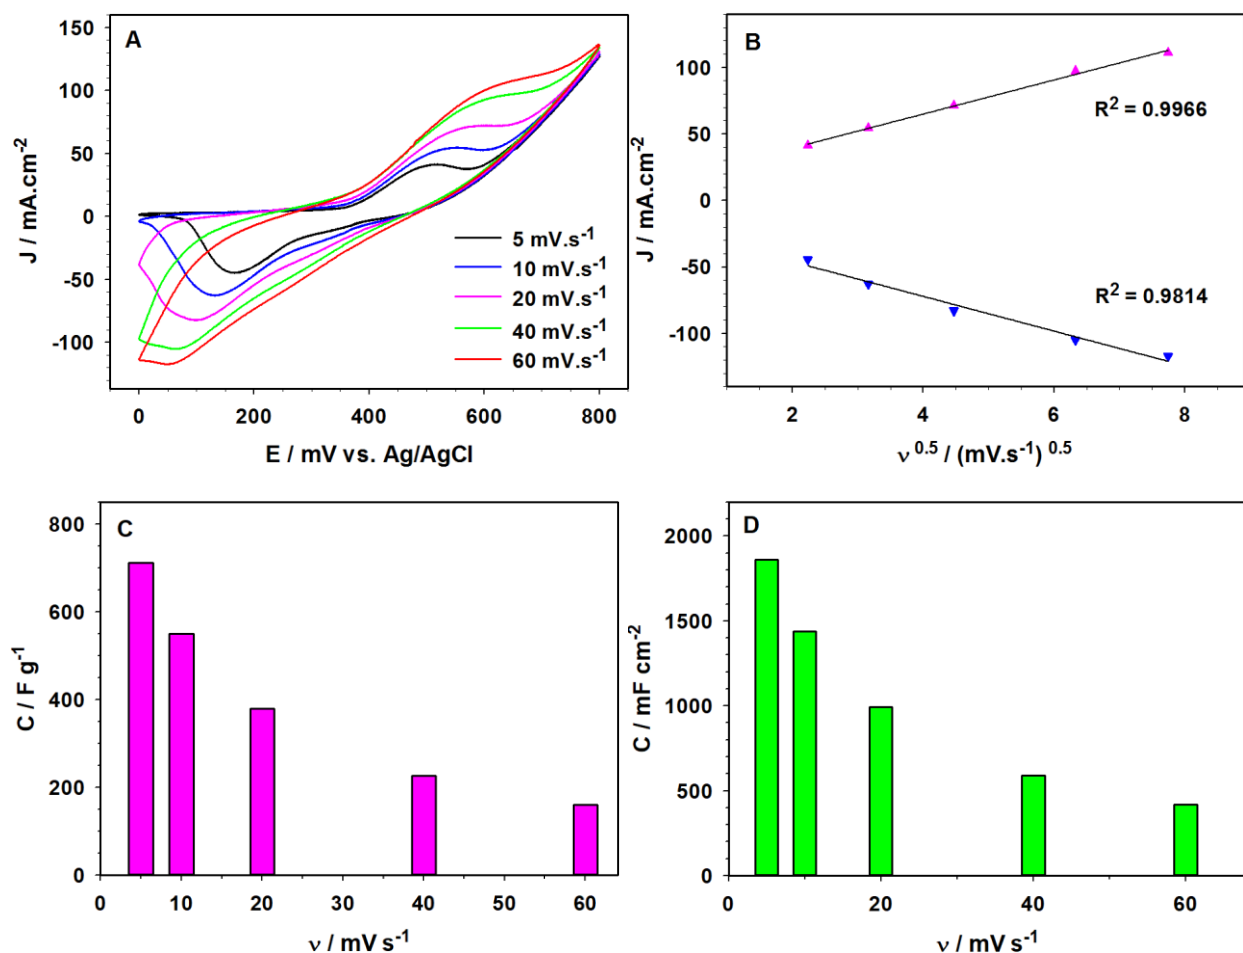 A
150
100
50
0
-50
-100
J / mA.cm⁻²
5 mV.s⁻¹
10 mV.s⁻¹
20 mV.s⁻¹
40 mV.s⁻¹
60 mV.s⁻¹
0 200 400 600 800
E / mV vs. Ag/AgCl
B
100
50
0
-50
-100
J / mA.cm⁻²
R² = 0.9966
R² = 0.9814
2 4 6 8
ν⁰·⁵ / (mV.s⁻¹) ⁰·⁵
C
800
600
400
200
0
C / F g⁻¹
0 10 20 30 40 50 60
ν / mV s⁻¹
D
2000
1500
1000
500
0
C / mF cm⁻²
0 20 40 60
ν / mV s⁻¹